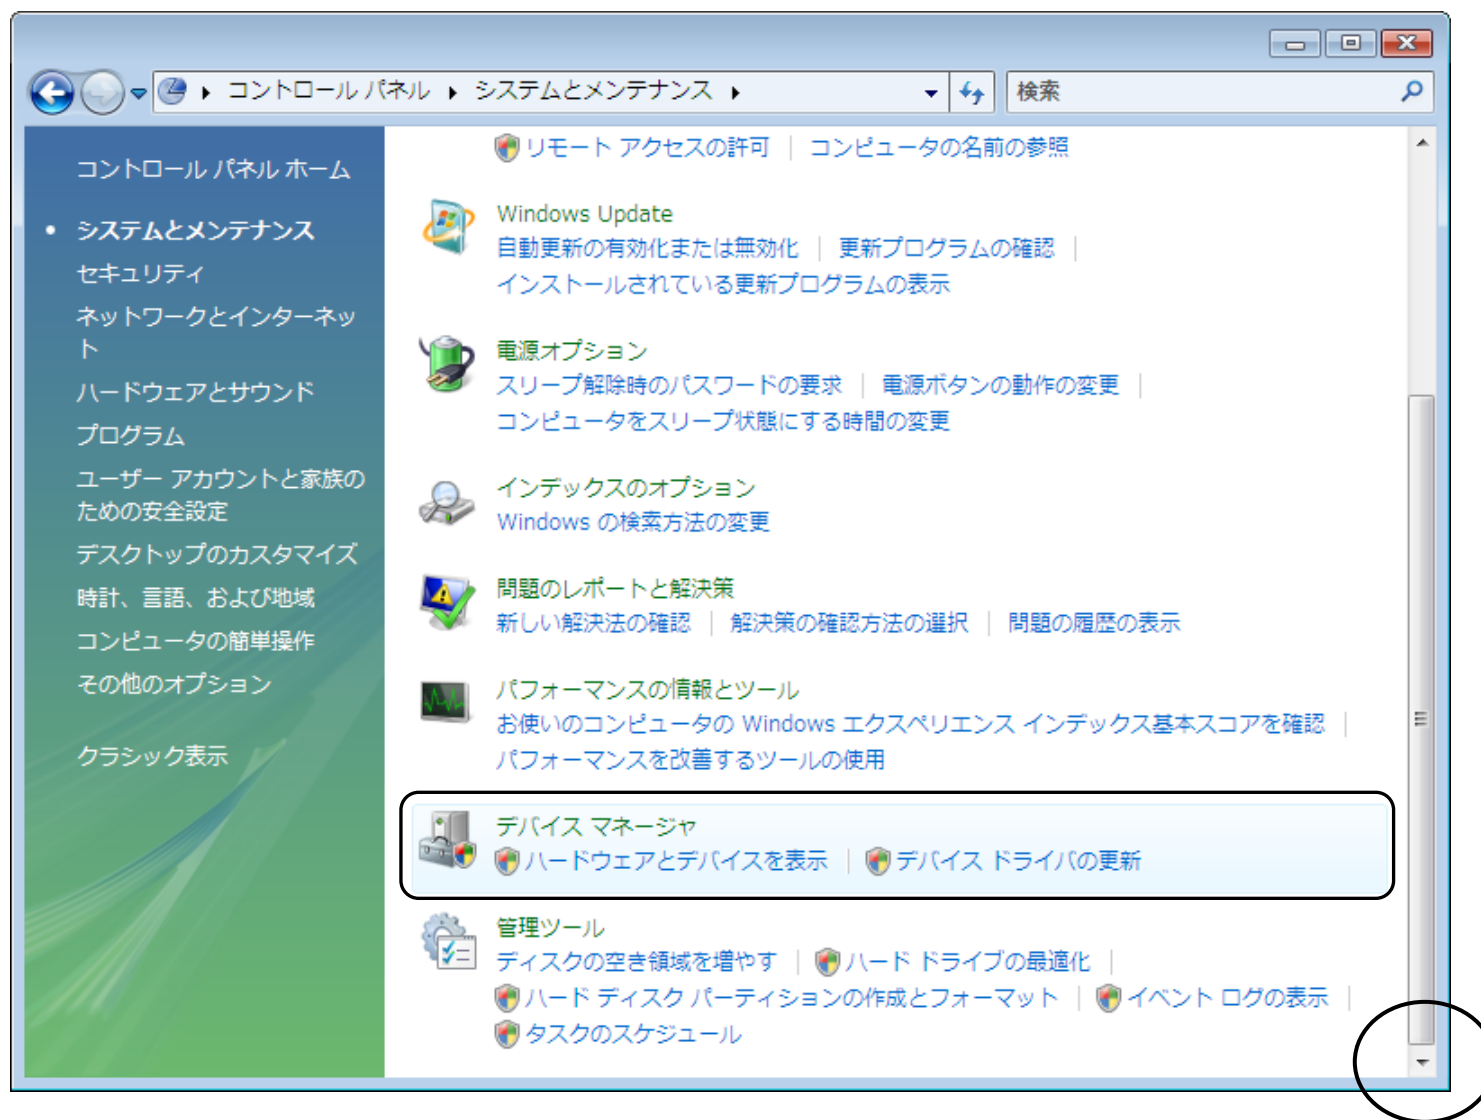 コントロール パネル ▸ システムとメンテナンス ▸
検索
コントロール パネル ホーム
• システムとメンテナンス
セキュリティ
ネットワークとインターネッ
ト
ハードウェアとサウンド
プログラム
ユーザー アカウントと家族の
ための安全設定
デスクトップのカスタマイズ
時計、言語、および地域
コンピュータの簡単操作
その他のオプション
クラシック表示
リモート アクセスの許可 | コンピュータの名前の参照
Windows Update
自動更新の有効化または無効化 | 更新プログラムの確認 |
インストールされている更新プログラムの表示
電源オプション
スリープ解除時のパスワードの要求 | 電源ボタンの動作の変更 |
コンピュータをスリープ状態にする時間の変更
インデックスのオプション
Windows の検索方法の変更
問題のレポートと解決策
新しい解決法の確認 | 解決策の確認方法の選択 | 問題の履歴の表示
パフォーマンスの情報とツール
お使いのコンピュータの Windows エクスペリエンス インデックス基本スコアを確認 |
パフォーマンスを改善するツールの使用
デバイス マネージャ
ハードウェアとデバイスを表示 | デバイス ドライバの更新
管理ツール
ディスクの空き領域を増やす | ハード ドライブの最適化 |
ハード ディスク パーティションの作成とフォーマット | イベント ログの表示 |
タスクのスケジュール